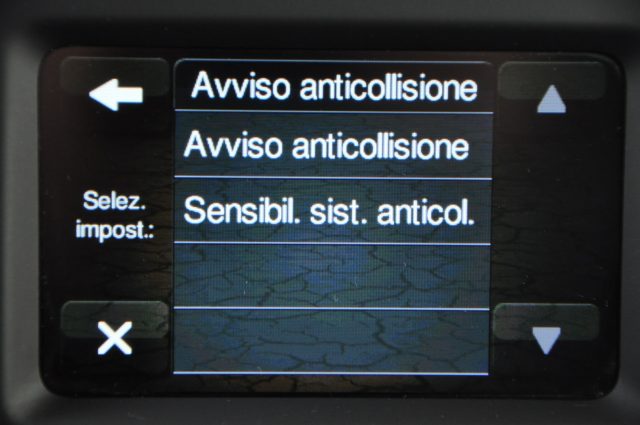 Avviso anticollisione
Avviso anticollisione
Selez.
impost.:
Sensibil. sist. anticol.